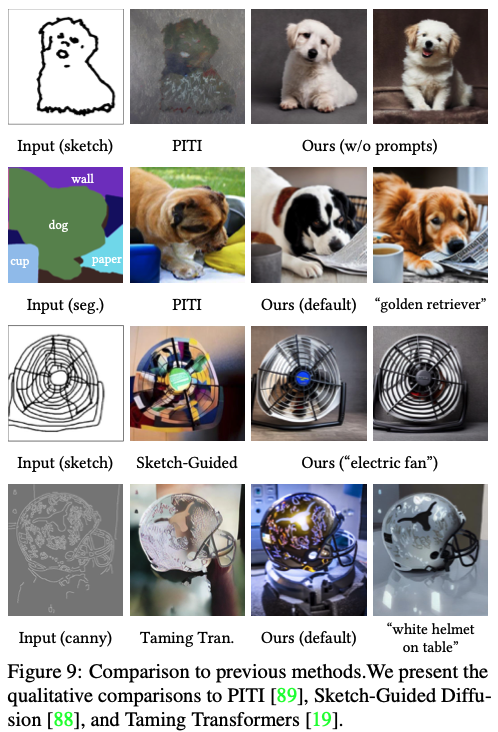 Input (sketch) PITI Ours (w/o prompts)
wall
dog
cup paper
Input (seg.) PITI Ours (default) “golden retriever”
Input (sketch) Sketch-Guided Ours (“electric fan”)
Input (canny) Taming Tran. Ours (default) “white helmet
on table”
Figure 9: Comparison to previous methods.We present the
qualitative comparisons to PITI [89], Sketch-Guided Diffu-
sion [88], and Taming Transformers [19].